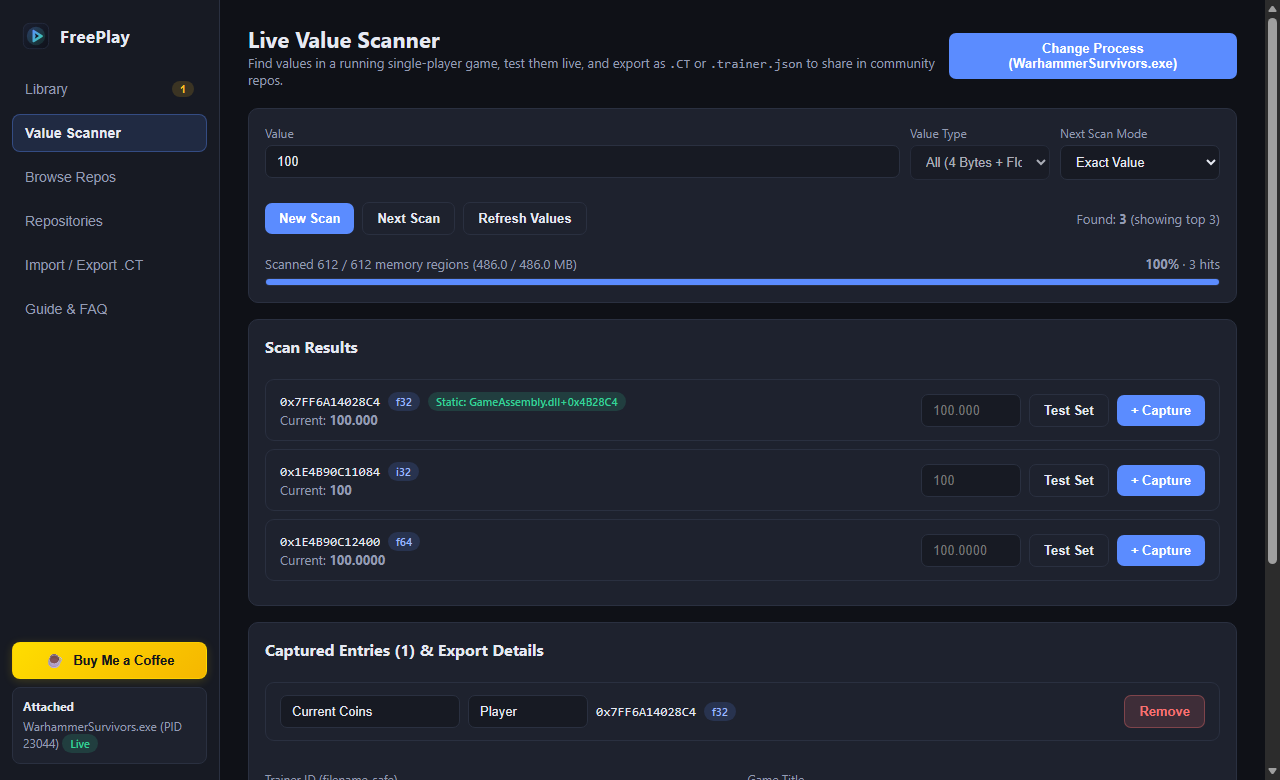 FreePlay
Library
1
Value Scanner
Browse Repos
Repositories
Import / Export .CT
Guide & FAQ
Buy Me a Coffee
Attached
WarhammerSurvivors.exe (PID
23044) Live
Live Value Scanner
Find values in a running single-player game, test them live, and export as .CT or .trainer.json to share in community
repos.
Change Process
(WarhammerSurvivors.exe)
Value
Value Type
Next Scan Mode
100
All (4 Bytes + Flo
Exact Value
New Scan
Next Scan
Refresh Values
Found: 3 (showing top 3)
Scanned 612 / 612 memory regions (486.0 / 486.0 MB)
100% · 3 hits
Scan Results
0x7FF6A14028C4 f32 Static: GameAssembly.dll+0x4B28C4
Current: 100.000
100.000
Test Set
+ Capture
0x1E4B90C11084 i32
Current: 100
100
Test Set
+ Capture
0x1E4B90C12400 f64
Current: 100.0000
100.0000
Test Set
+ Capture
Captured Entries (1) & Export Details
Current Coins
Player
0x7FF6A14028C4 f32
Remove
Trainer ID (filename-safe)
Game Title